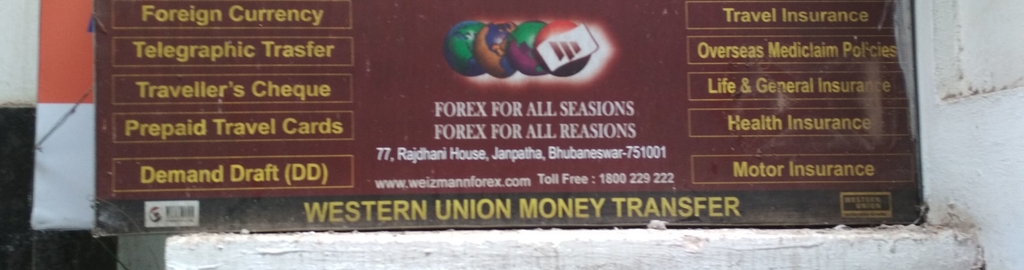 Foreign Currency
Telegraphic Trasfer
Traveller's Cheque
Prepaid Travel Cards
Demand Draft (DD)
FOREX FOR ALL SEASIONS
FOREX FOR ALL REASIONS
77, Rajdhani House, Janpatha, Bhubaneswar-751001
www.weizmannforex.com Toll Free : 1800 229 222
Travel Insurance
Overseas Mediclaim Policies
Life & General Insurance
Health Insurance
Motor Insurance
WESTERN UNION MONEY TRANSFER
WESTERN
UNION